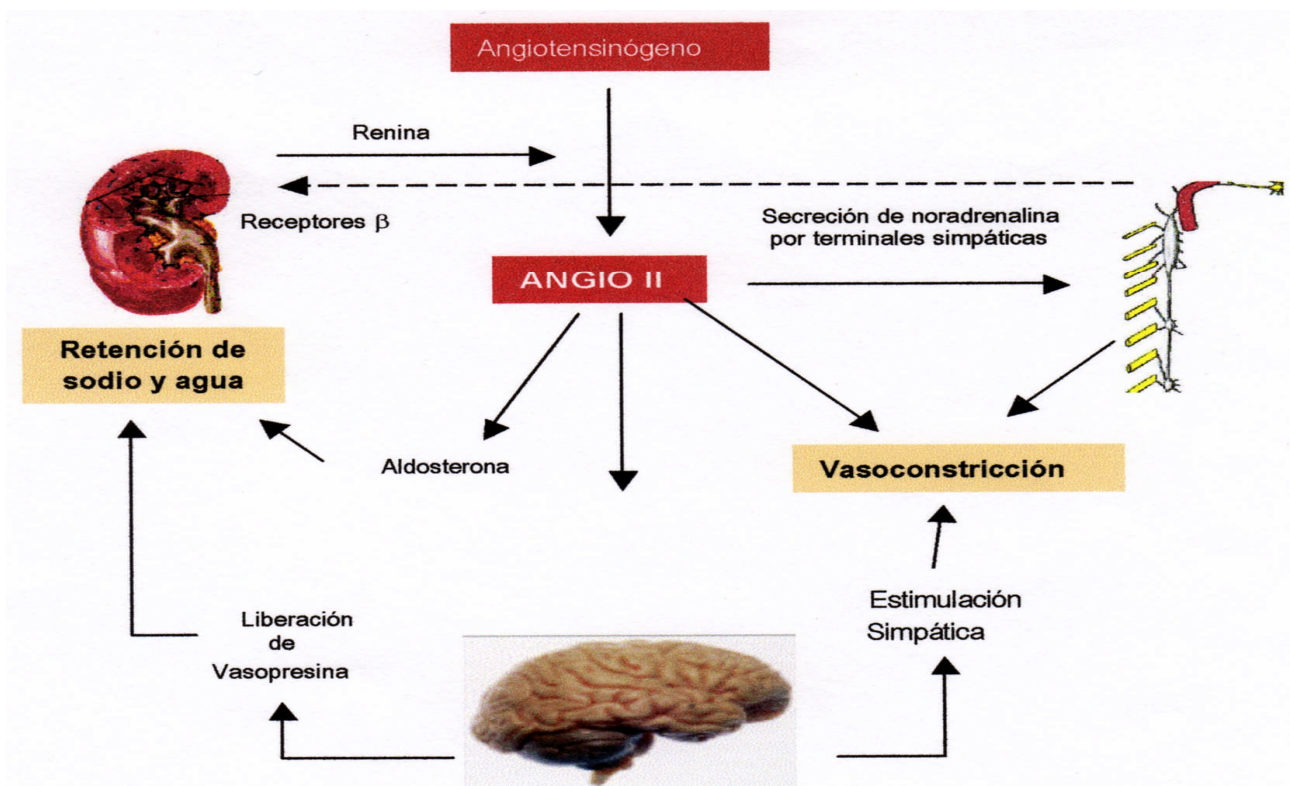 Angiotensinógeno
Renina
Receptores β
Secreción de noradrenalina
por terminales simpáticas
ANGIO II
Retención de
sodio y agua
Aldosterona
Vasoconstricción
Estimulación
Simpática
Liberación
de
Vasopresina